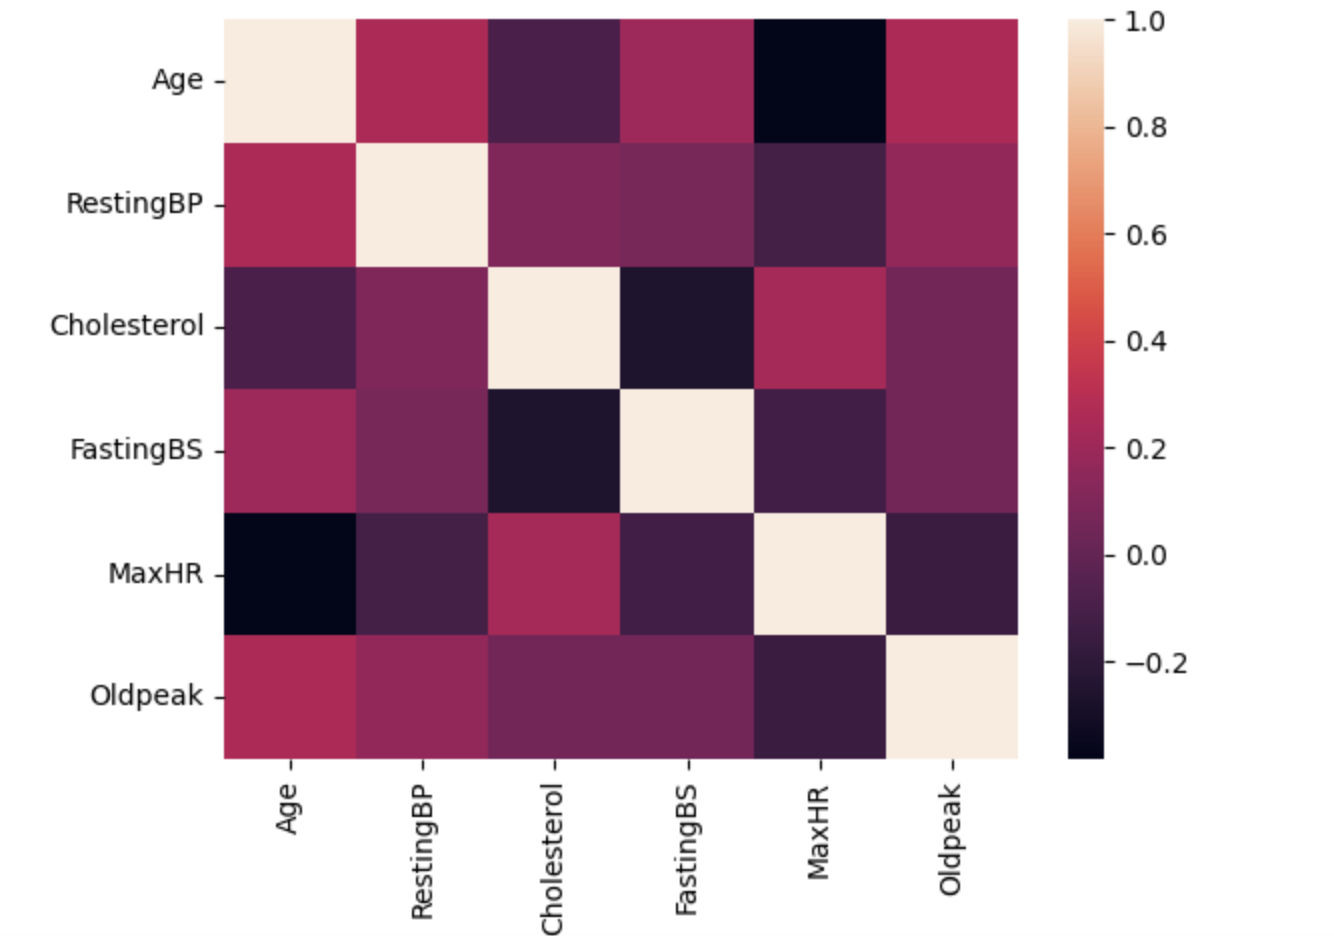 Age
RestingBP
Cholesterol
FastingBS
MaxHR
Oldpeak
Age
RestingBP
Cholesterol
FastingBS
MaxHR
Oldpeak
1.0
0.8
0.6
0.4
0.2
0.0
−0.2